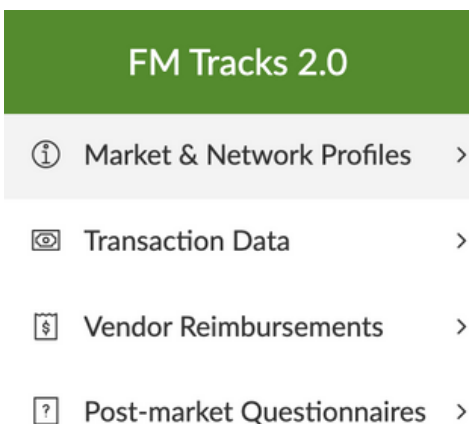 FM Tracks 2.0
Market & Network Profiles
Transaction Data
Vendor Reimbursements
Post-market Questionnaires